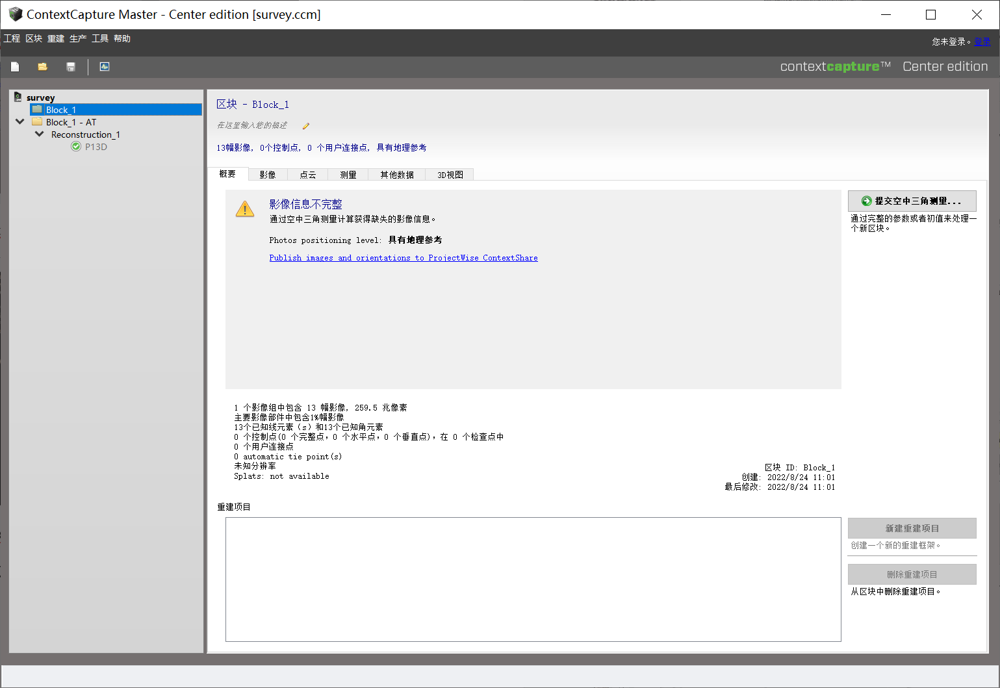 ContextCapture Master - Center edition [survey.ccm]
工程 区块 重建 生产 工具 帮助
您未登录。登录
contextcapture™ Center edition
survey
Block_1
Block_1 - AT
Reconstruction_1
P13D
区块 - Block_1
在这里输入您的描述
13幅影像, 0个控制点, 0 个用户连接点, 具有地理参考
概要 影像 点云 测量 其他数据 3D视图
影像信息不完整
通过空中三角测量计算获得缺失的影像信息。
Photos positioning level: 具有地理参考
Publish images and orientations to ProjectWise ContextShare
提交空中三角测量...
通过完整的参数或者初值来处理一
个新区块。
1 个影像组中包含 13 幅影像, 259.5 兆像素
主要影像部件中包含1%幅影像
13个已知线元素（s）和13个已知角元素
0 个控制点(0 个完整点，0 个水平点，0 个垂直点)，在 0 个检查点中
0 个用户连接点
0 automatic tie point(s)
未知分辨率
Splats: not available
区块 ID: Block_1
创建: 2022/8/24 11:01
最后修改: 2022/8/24 11:01
重建项目
新建重建项目
创建一个新的重建框架。
删除重建项目
从区块中删除重建项目。